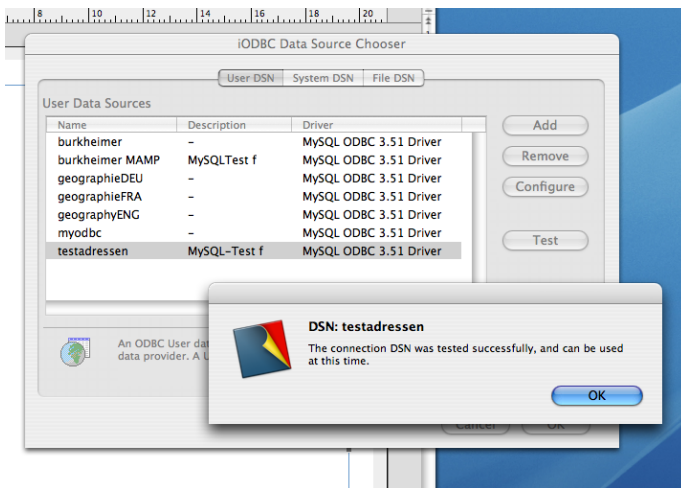 8 10 12 14 16 18 20
iODBC Data Source Chooser
User DSN System DSN File DSN
User Data Sources
Name Description Driver
burkheimer – MySQL ODBC 3.51 Driver
burkheimer MAMP MySQLTest f MySQL ODBC 3.51 Driver
geographieDEU – MySQL ODBC 3.51 Driver
geographieFRA – MySQL ODBC 3.51 Driver
geographyENG – MySQL ODBC 3.51 Driver
myodbc – MySQL ODBC 3.51 Driver
testadressen MySQL-Test f MySQL ODBC 3.51 Driver
Add
Remove
Configure
Test
An ODBC User dat
data provider. A U
DSN: testadressen
The connection DSN was tested successfully, and can be used
at this time.
OK
Cancel OK